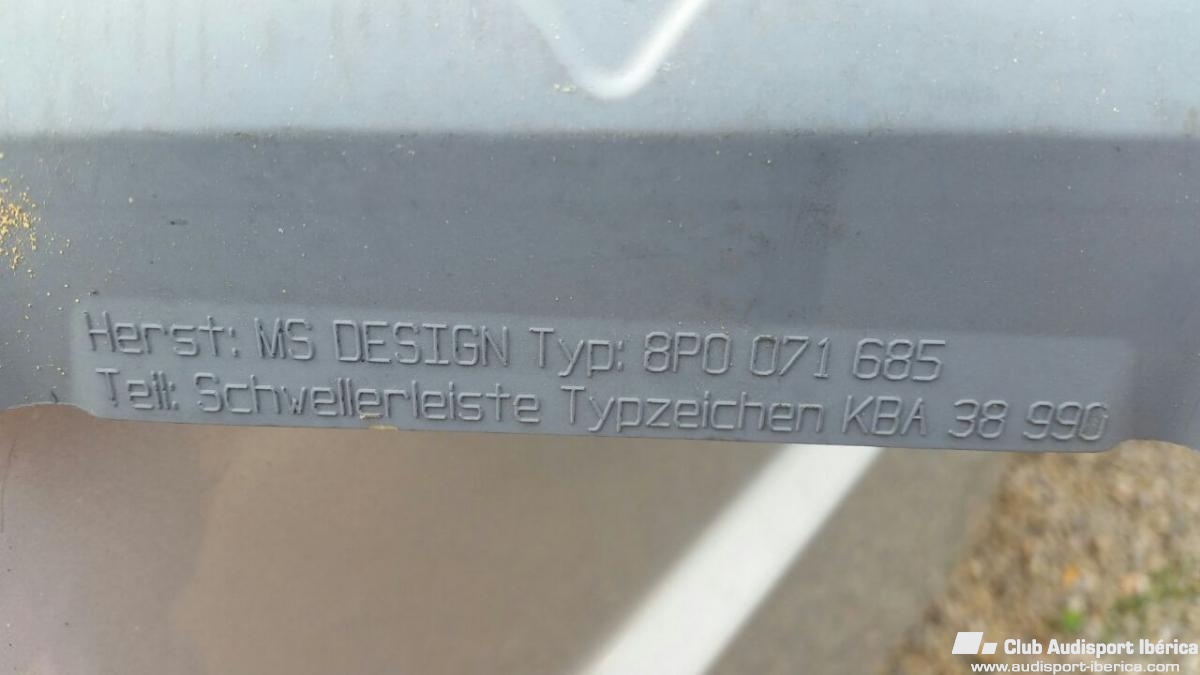 Herst: MS DESIGN Typ: 8P0 071 685
Teil: Schwellerleiste Typzeichen KBA 38 990
Club Audisport Ibérica
www.audisport-iberica.com